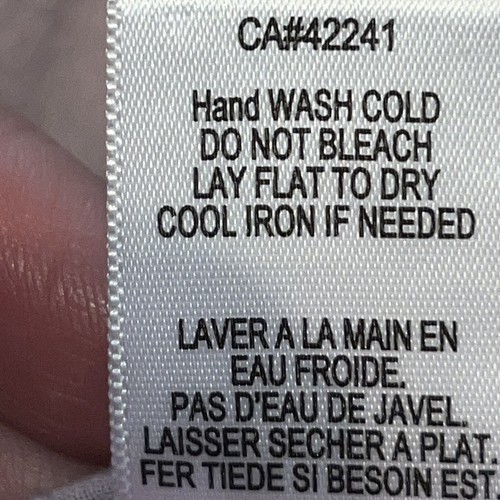 CA#42241
Hand WASH COLD
DO NOT BLEACH
LAY FLAT TO DRY
COOL IRON IF NEEDED
LAVER A LA MAIN EN
EAU FROIDE.
PAS D'EAU DE JAVEL.
LAISSER SECHER A PLAT.
FER TIEDE SI BESOIN EST